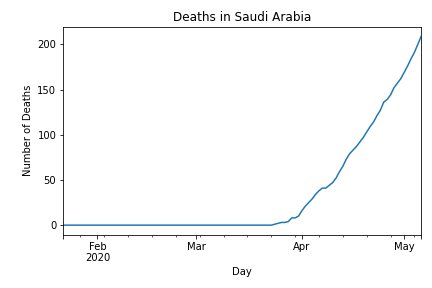 Deaths in Saudi Arabia
200
150
100
50
0
Number of Deaths
Feb
2020
Mar
Apr
May
Day